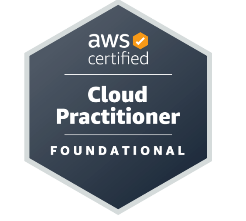 aws
certified
Cloud
Practitioner
FOUNDATIONAL